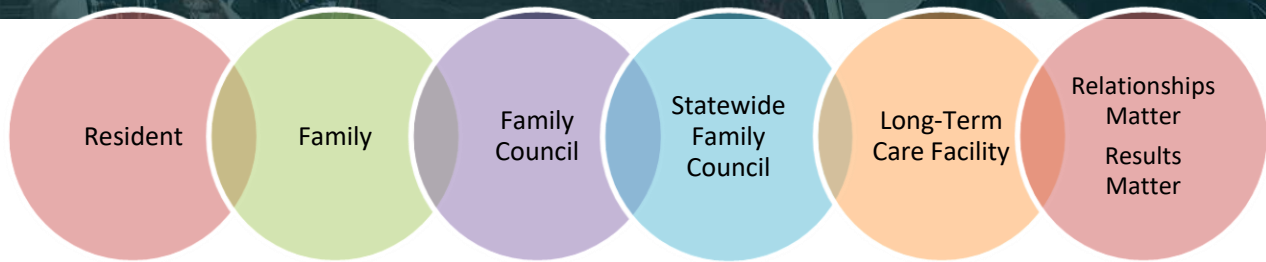 Resident
Family
Family
Council
Statewide
Family
Council
Long-Term
Care Facility
Relationships
Matter
Results
Matter